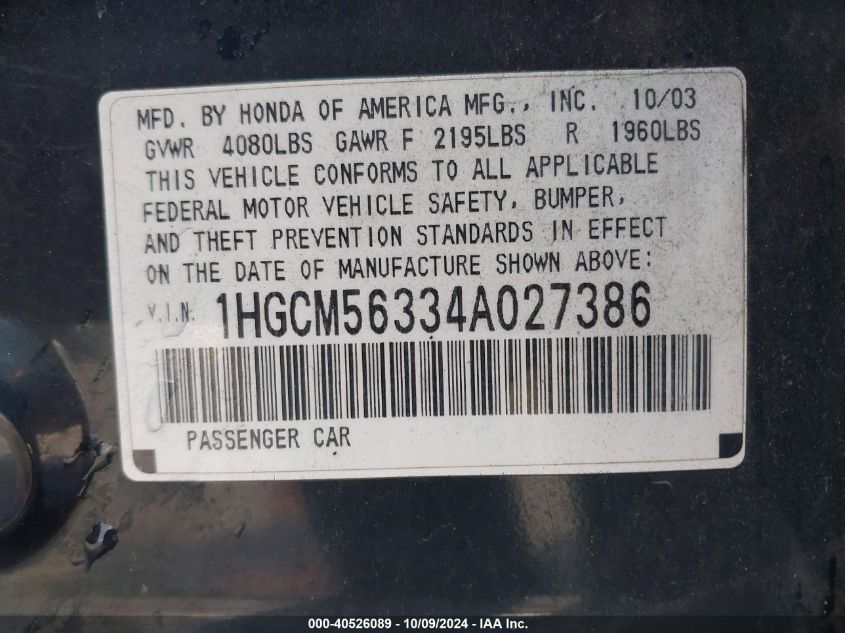 MFD. BY HONDA OF AMERICA MFG., INC. 10/03
GVWR 4080LBS GAWR F 2195LBS R 1960LBS
THIS VEHICLE CONFORMS TO ALL APPLICABLE
FEDERAL MOTOR VEHICLE SAFETY, BUMPER,
AND THEFT PREVENTION STANDARDS IN EFFECT
ON THE DATE OF MANUFACTURE SHOWN ABOVE:
V.I.N. 1HGCM56334A027386
PASSENGER CAR
000-40526089 - 10/09/2024 - IAA Inc.